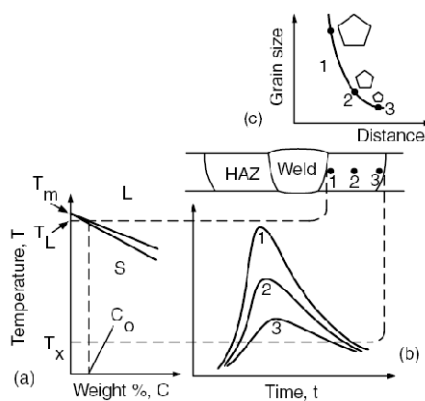 Grain size
1
2
3
(c)
Distance
HAZ
Weld
1
2
3
Tm
L
TL
S
Temperature, T
Co
Tx
(a)
Weight %, C
1
2
3
(b)
Time, t